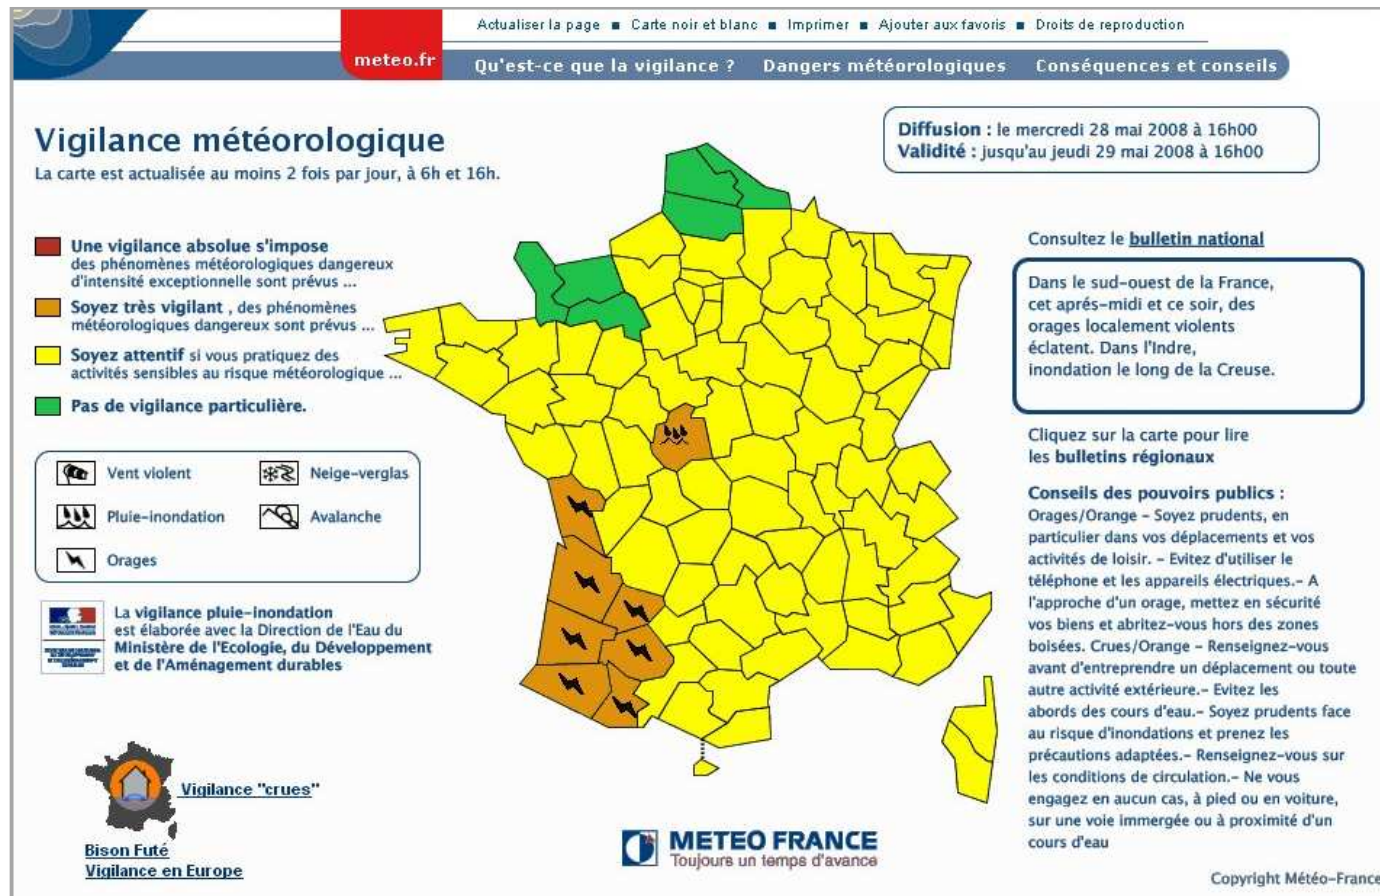 Actualiser la page ■ Carte noir et blanc ■ Imprimer ■ Ajouter aux favoris ■ Droits de reproduction
meteo.fr
Qu'est-ce que la vigilance ? Dangers météorologiques Conséquences et conseils
Vigilance météorologique
La carte est actualisée au moins 2 fois par jour, à 6h et 16h.
Diffusion : le mercredi 28 mai 2008 à 16h00
Validité : jusqu'au jeudi 29 mai 2008 à 16h00
Une vigilance absolue s'impose
des phénomènes météorologiques dangereux
d'intensité exceptionnelle sont prévus ...
Soyez très vigilant , des phénomènes
météorologiques dangereux sont prévus ...
Soyez attentif si vous pratiquez des
activités sensibles au risque météorologique ...
Pas de vigilance particulière.
Vent violent
Neige-verglas
Pluie-inondation
Avalanche
Orages
La vigilance pluie-inondation
est élaborée avec la Direction de l'Eau du
Ministère de l'Ecologie, du Développement
et de l'Aménagement durables
Vigilance "crues"
Bison Futé
Vigilance en Europe
METEO FRANCE
Toujours un temps d'avance
Consultez le bulletin national
Dans le sud-ouest de la France,
cet aprés-midi et ce soir, des
orages localement violents
éclatent. Dans l'Indre,
inondation le long de la Creuse.
Cliquez sur la carte pour lire
les bulletins régionaux
Conseils des pouvoirs publics :
Orages/Orange - Soyez prudents, en
particulier dans vos déplacements et vos
activités de loisir. - Evitez d'utiliser le
téléphone et les appareils électriques.- A
l'approche d'un orage, mettez en sécurité
vos biens et abritez-vous hors des zones
boisées. Crues/Orange - Renseignez-vous
avant d'entreprendre un déplacement ou toute
autre activité extérieure.- Evitez les
abords des cours d'eau.- Soyez prudents face
au risque d'inondations et prenez les
précautions adaptées.- Renseignez-vous sur
les conditions de circulation.- Ne vous
engagez en aucun cas, à pied ou en voiture,
sur une voie immergée ou à proximité d'un
cours d'eau
Copyright Météo-France